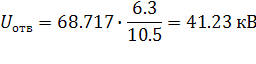 U_отв = 68.717 · 6.3/10.5 = 41.23 кВ